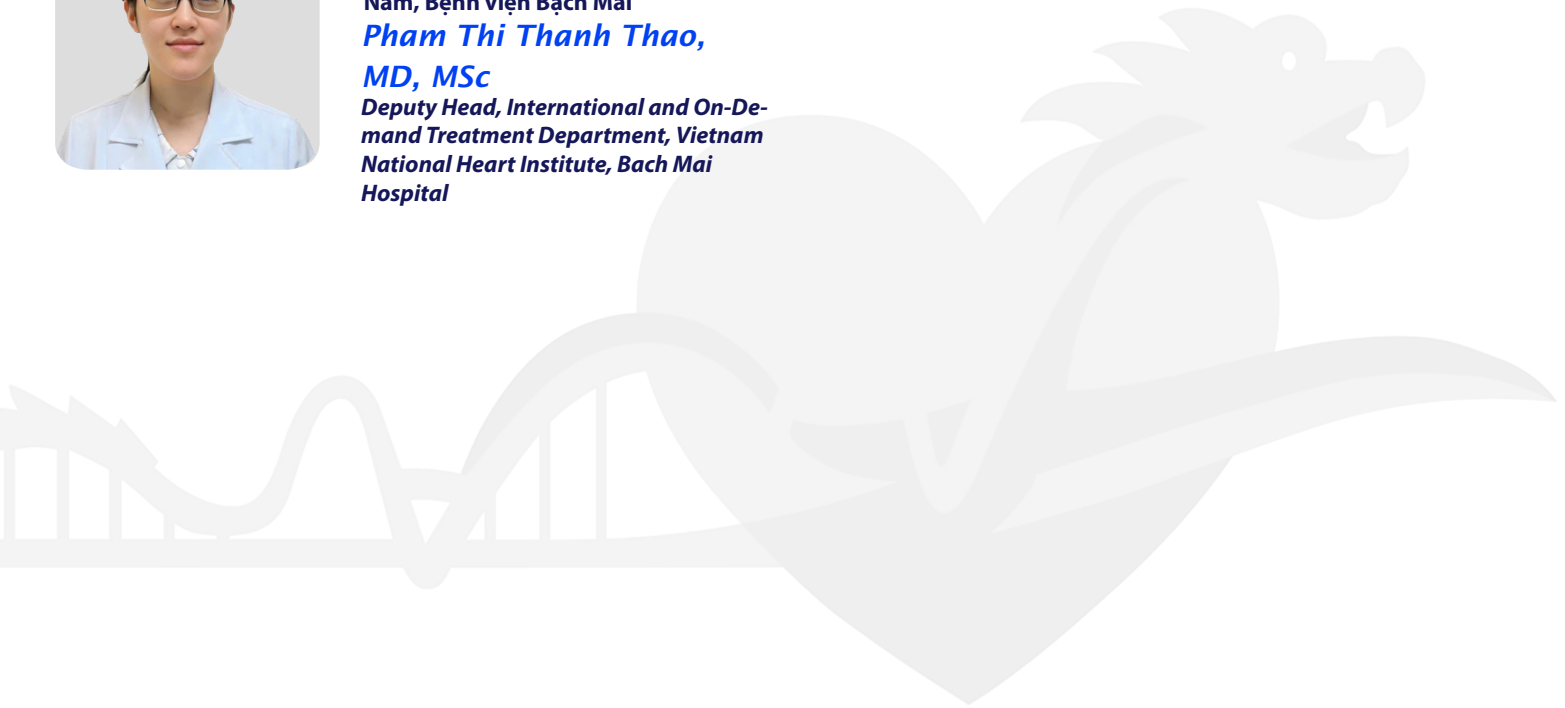 Nam, Bệnh viện Bạch Mai
Pham Thi Thanh Thao,
MD, MSc
Deputy Head, International and On-De-
mand Treatment Department, Vietnam
National Heart Institute, Bach Mai
Hospital